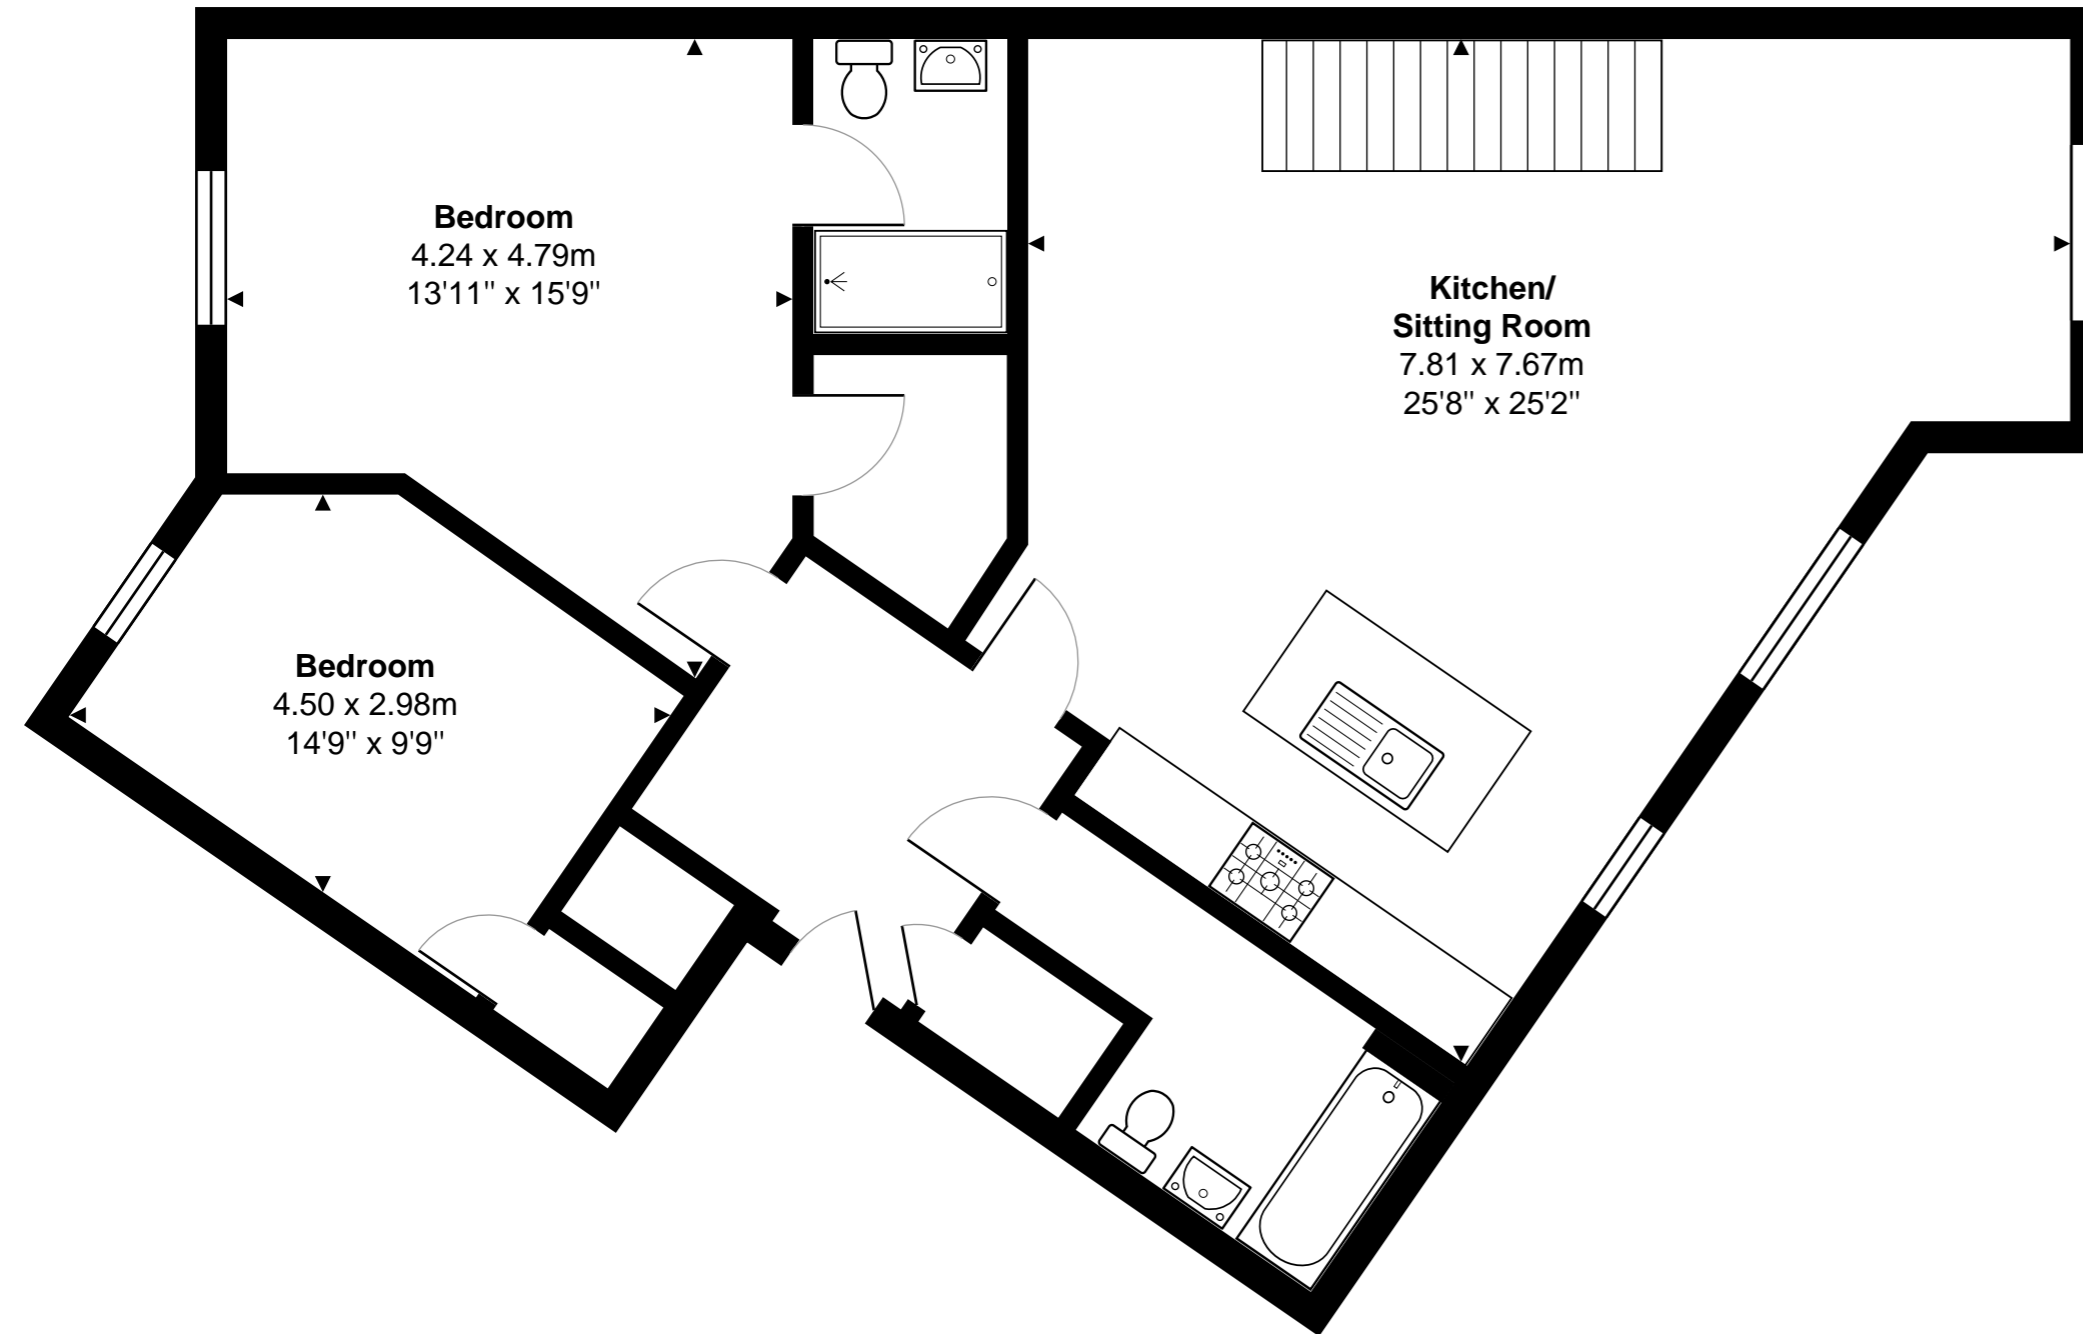 Bedroom
4.24 x 4.79m
13'11" x 15'9"
Kitchen/
Sitting Room
7.81 x 7.67m
25'8" x 25'2"
Bedroom
4.50 x 2.98m
14'9" x 9'9"